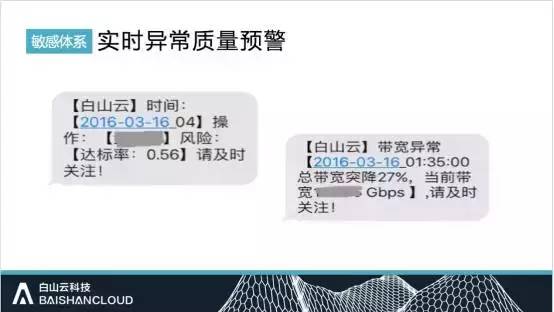 敏感体系 实时异常质量预警
【白山云】时间：
【2016-03-16 04】操
作：【 】风险：
【达标率：0.56】请及时
关注！
【白山云】带宽异常
【2016-03-16 01:35:00
总带宽突降27%，当前带
宽 Gbps 】,请及时
关注！
白山云科技
BAISHANCLOUD